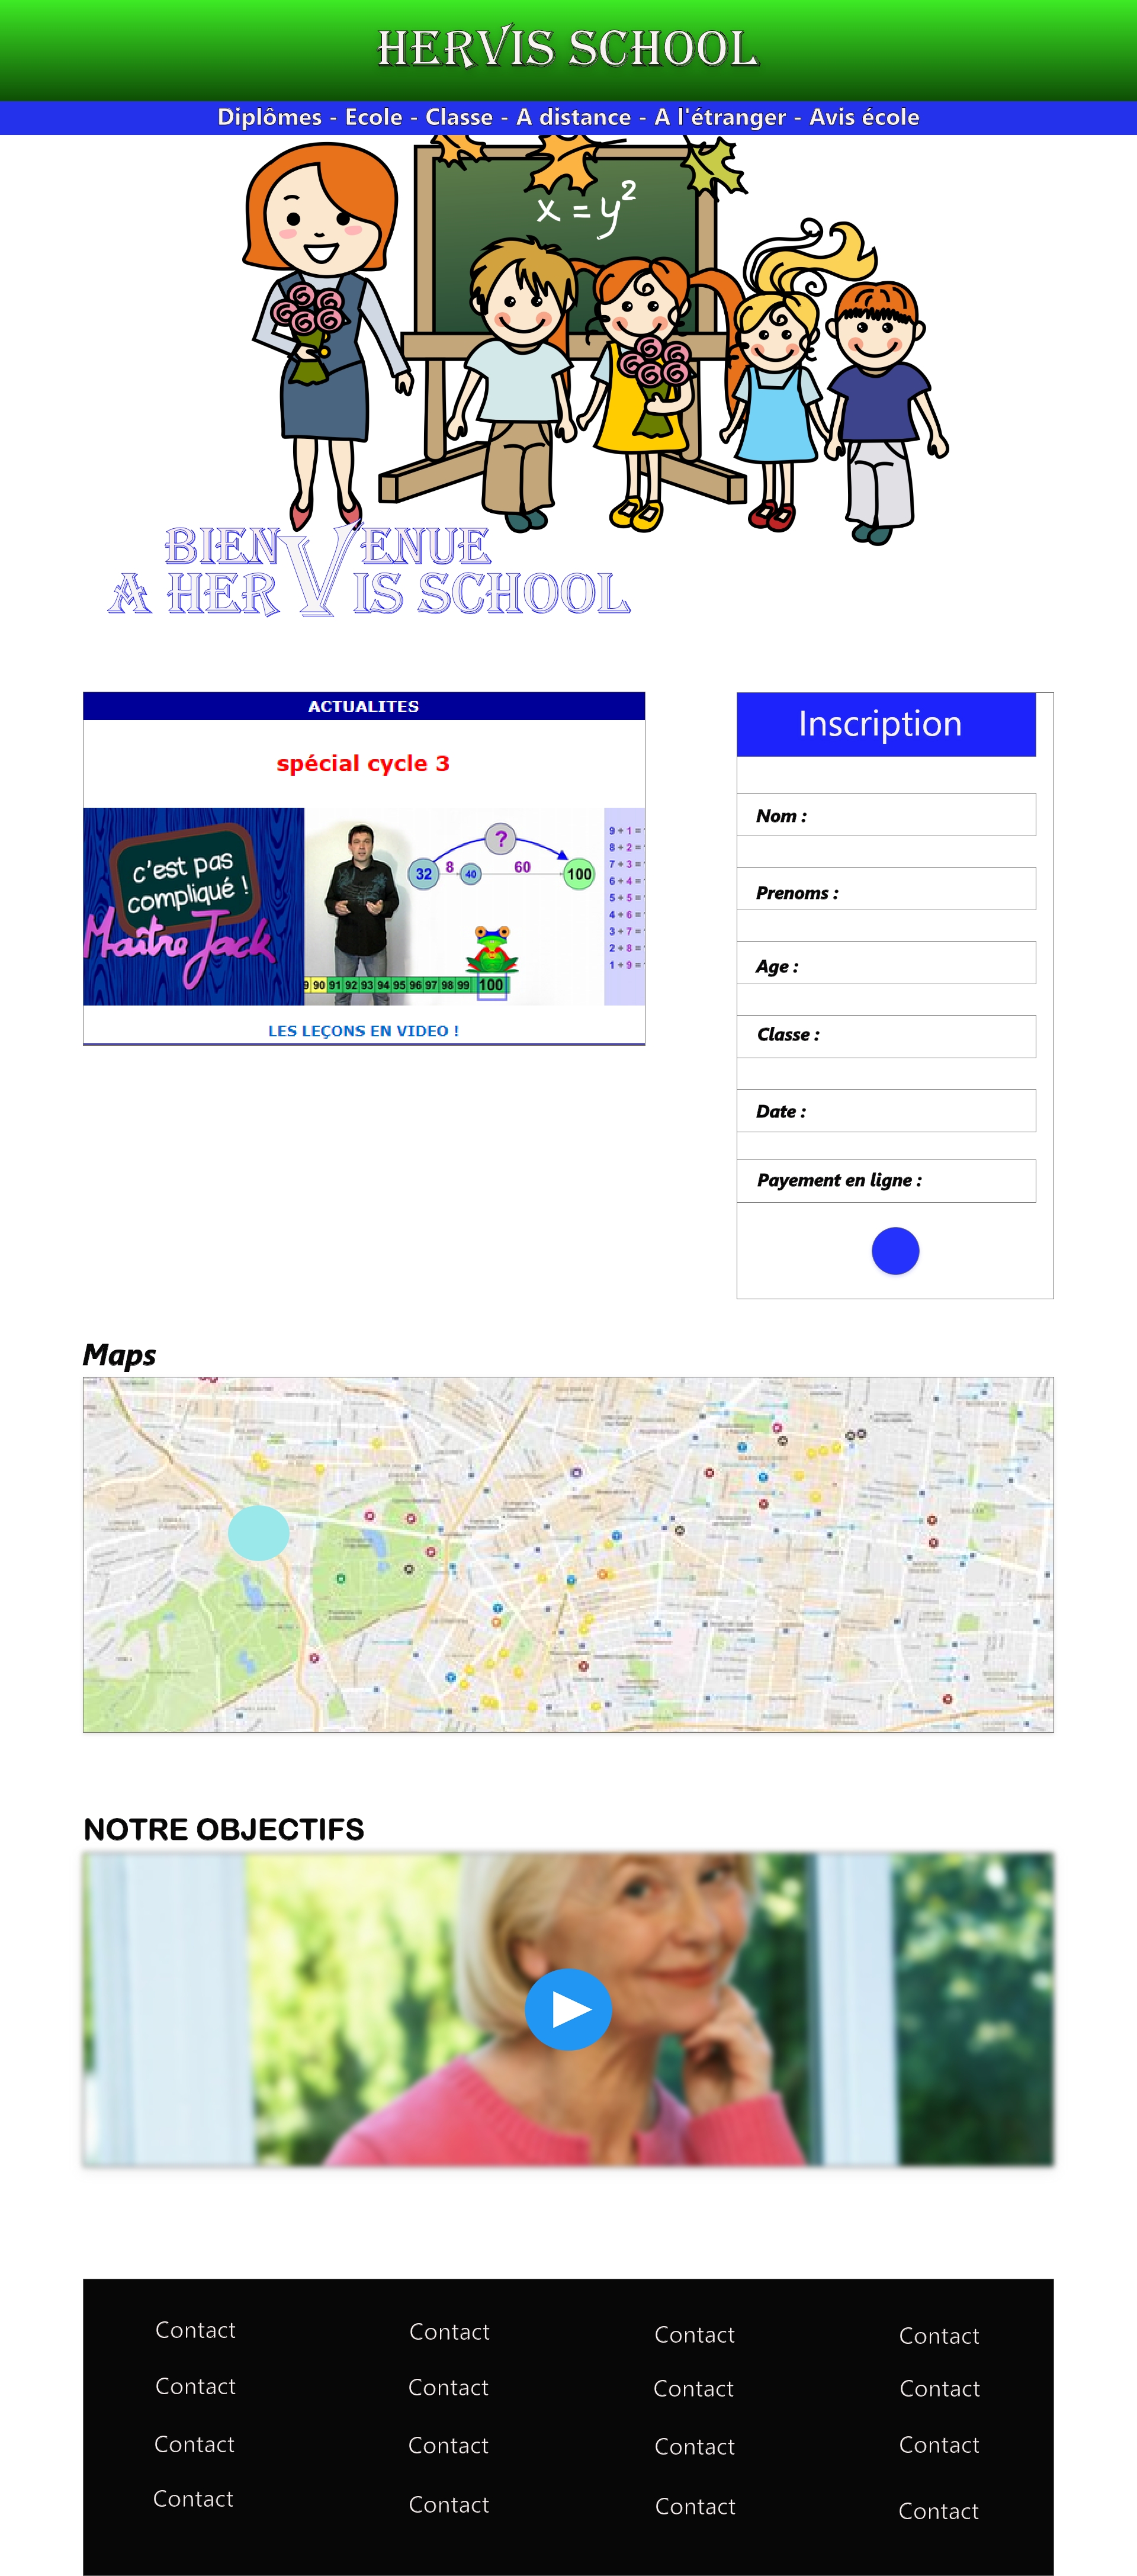 HERVIS SCHOOL
Diplômes - Ecole - Classe - A distance - A l'étranger - Avis école
x = y²
BIENVENUE
A HERVIS SCHOOL
ACTUALITES
spécial cycle 3
c'est pas
compliqué !
Maître Jack
?
32 8 40 60 100
90 91 92 93 94 95 96 97 98 99 100
9 + 1 =
8 + 2 =
7 + 3 =
6 + 4 =
5 + 5 =
4 + 6 =
3 + 7 =
2 + 8 =
1 + 9 =
LES LEÇONS EN VIDEO !
Inscription
Nom :
Prenoms :
Age :
Classe :
Date :
Payement en ligne :
Maps
NOTRE OBJECTIFS
Contact Contact Contact Contact
Contact Contact Contact Contact
Contact Contact Contact Contact
Contact Contact Contact Contact